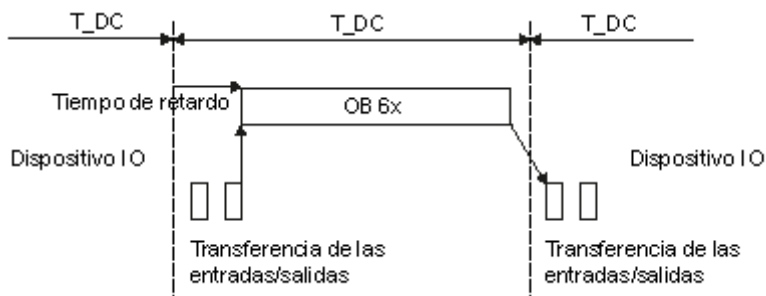 T_DC
T_DC
T_DC
Tiempo de retardo
OB 6x
Dispositivo IO
Dispositivo IO
Transferencia de las
entradas/salidas
Transferencia de las
entradas/salidas